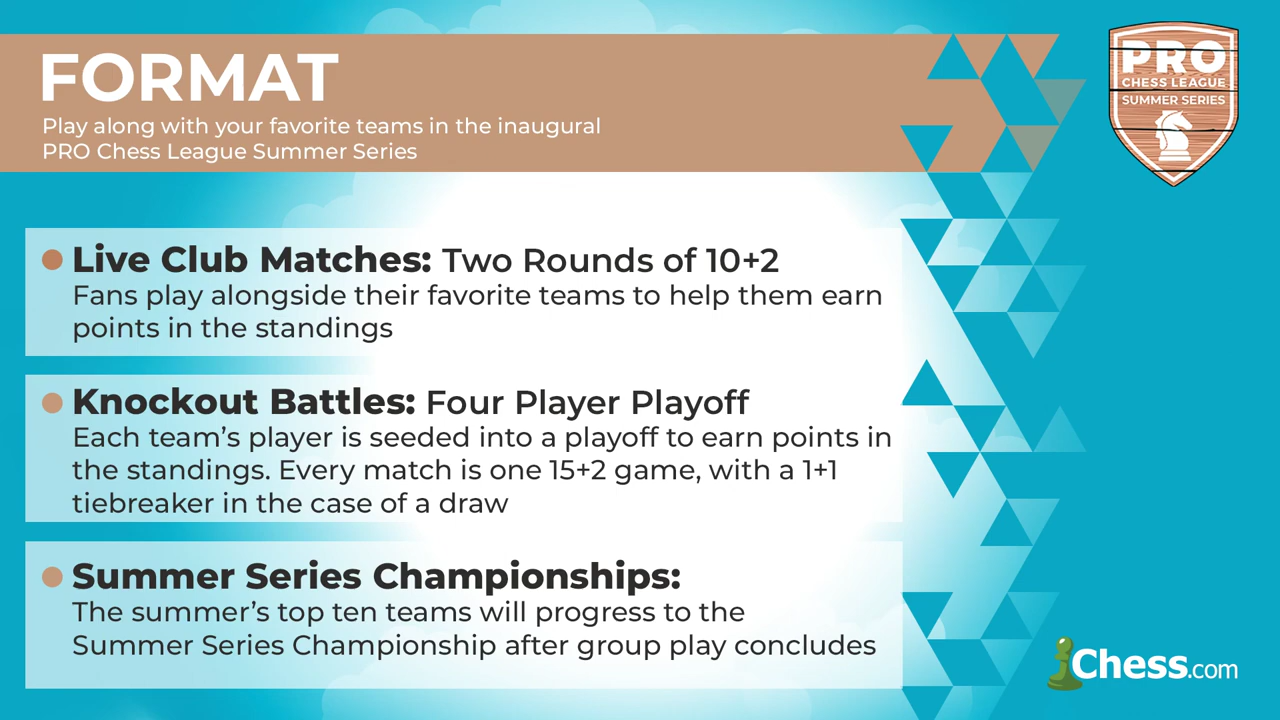 FORMAT
Play along with your favorite teams in the inaugural
PRO Chess League Summer Series
PRO
CHESS LEAGUE
SUMMER SERIES
Live Club Matches: Two Rounds of 10+2
Fans play alongside their favorite teams to help them earn
points in the standings
Knockout Battles: Four Player Playoff
Each team’s player is seeded into a playoff to earn points in
the standings. Every match is one 15+2 game, with a 1+1
tiebreaker in the case of a draw
Summer Series Championships:
The summer’s top ten teams will progress to the
Summer Series Championship after group play concludes
Chess.com